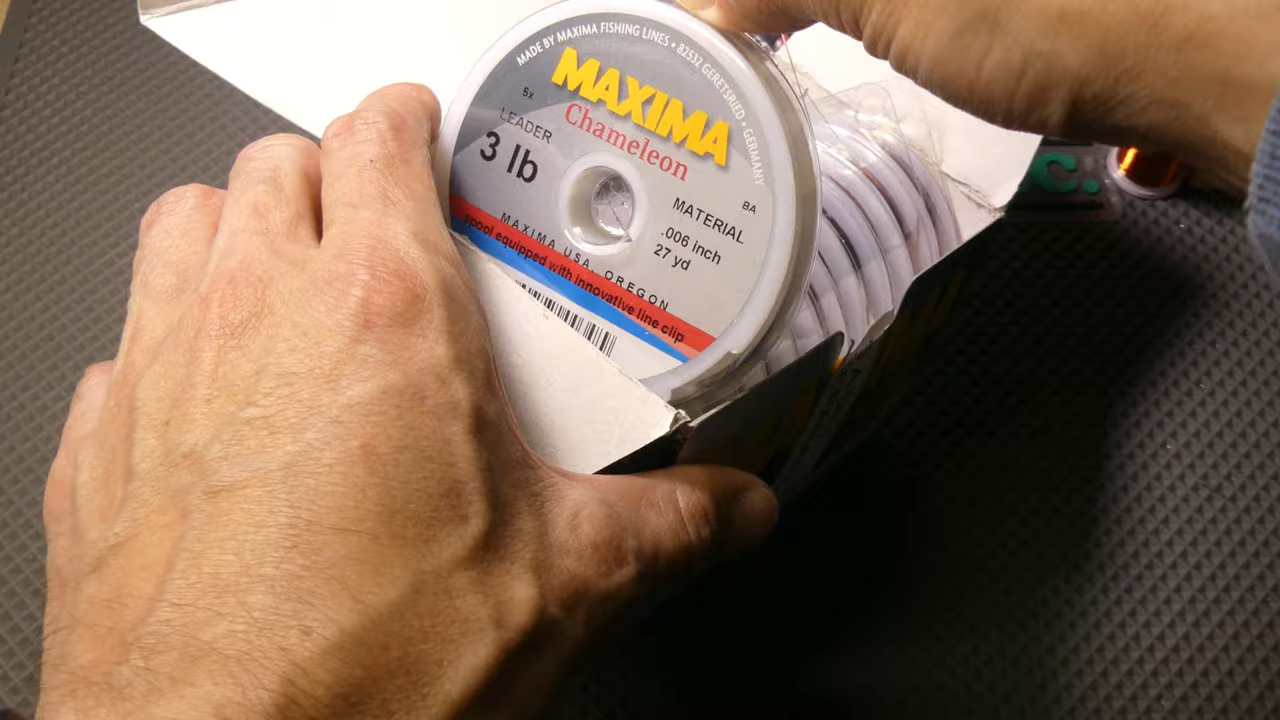 MADE BY MAXIMA FISHING LINES • 82532 GERETSRIED • GERMANY
MAXIMA
Chameleon
5x
LEADER
3 lb
BA
MATERIAL
.006 inch
27 yd
MAXIMA USA, OREGON
spool equipped with innovative line clip
C.